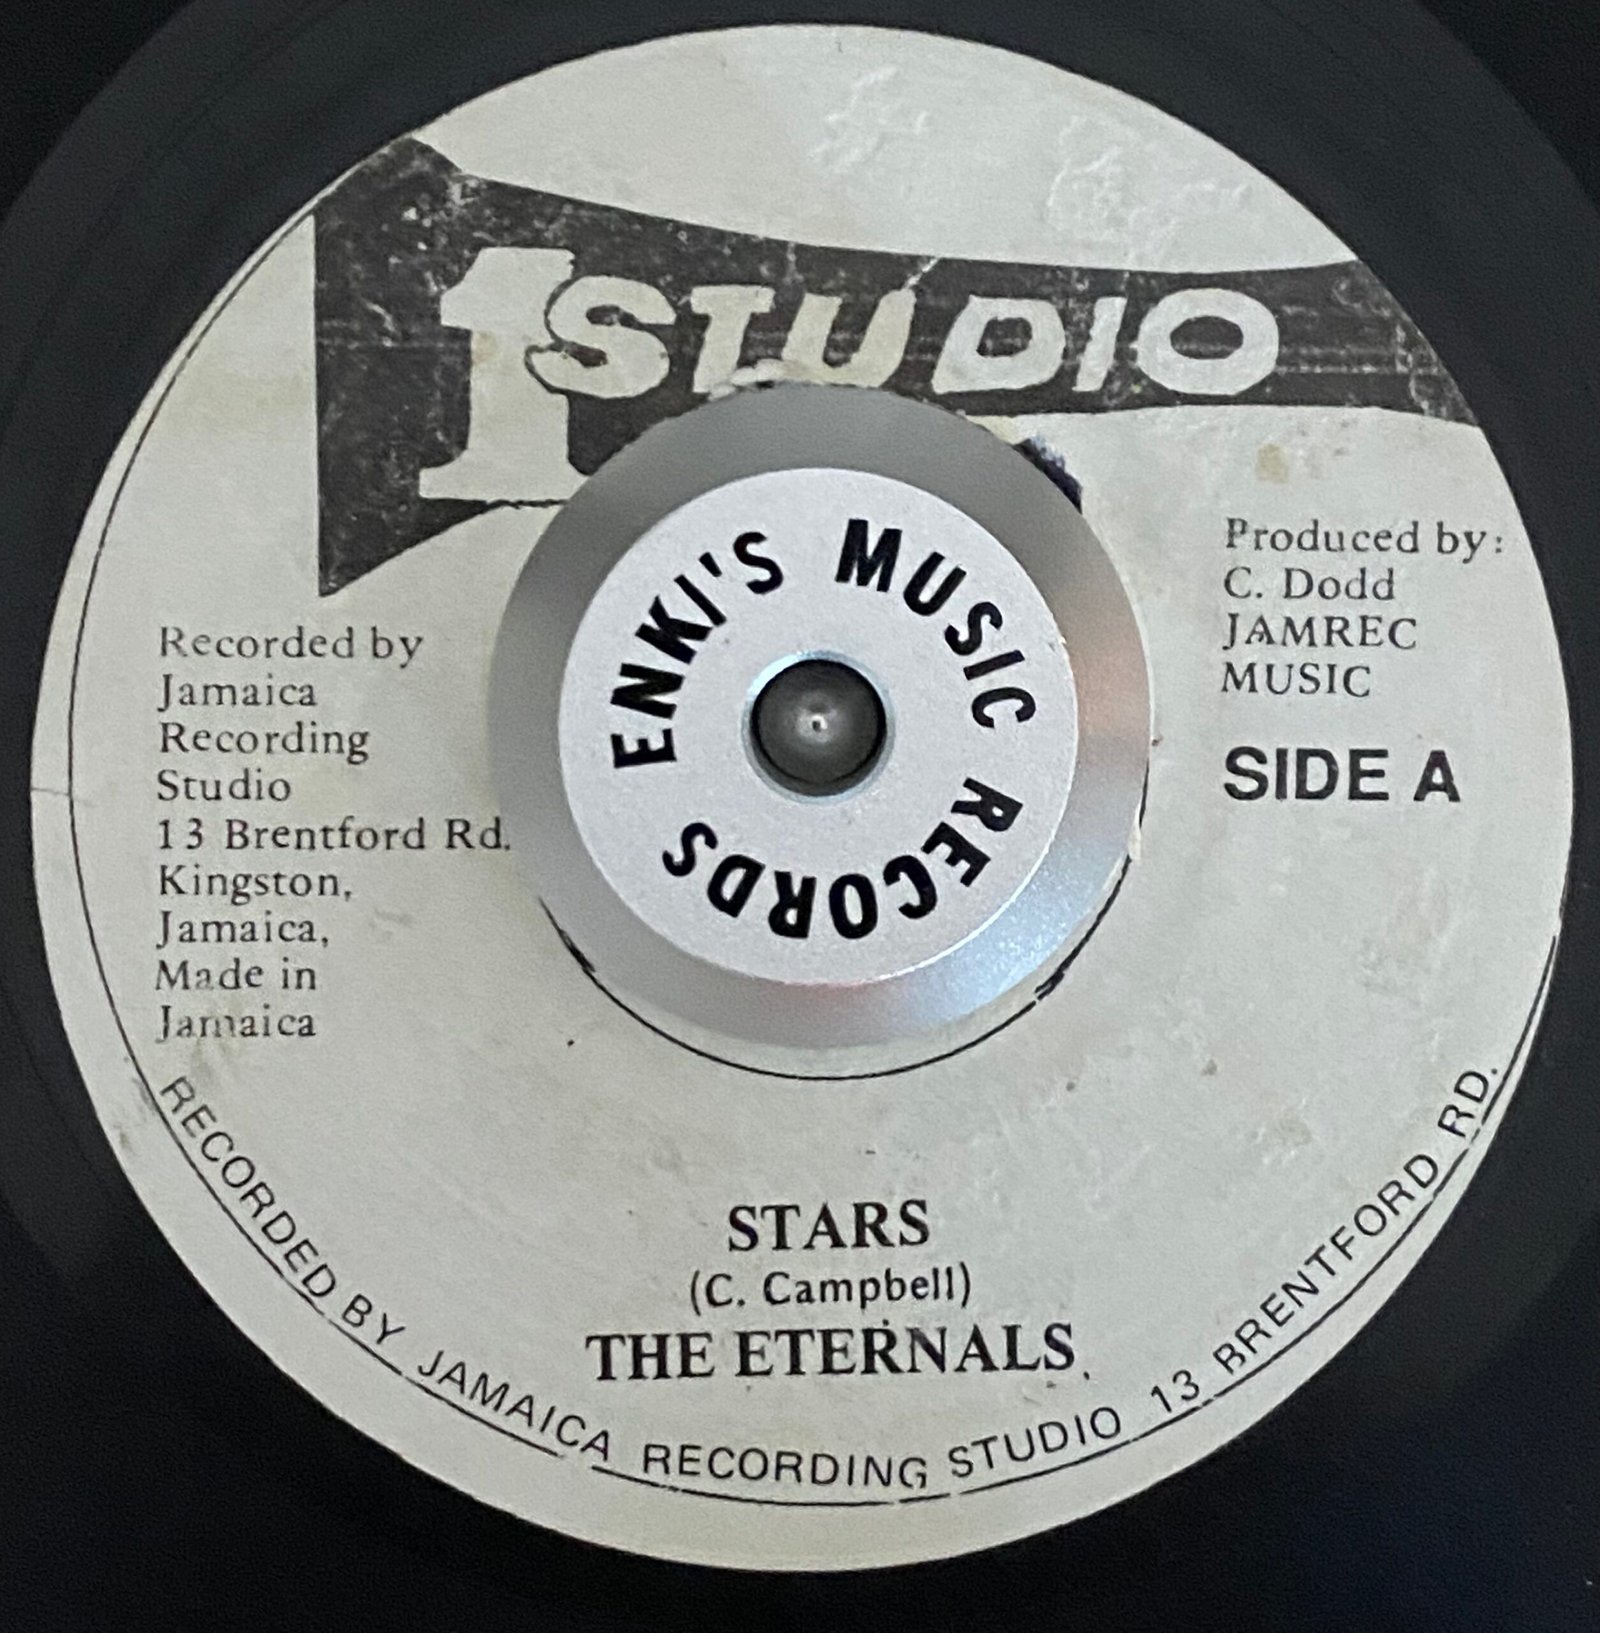 1 STUDIO
Produced by:
C. Dodd
JAMREC
MUSIC
SIDE A
Recorded by
Jamaica
Recording
Studio
13 Brentford Rd.
Kingston,
Jamaica,
Made in
Jamaica
ENKI'S MUSIC RECORDS
STARS
(C. Campbell)
THE ETERNALS
RECORDED BY JAMAICA RECORDING STUDIO 13 BRENTFORD RD.